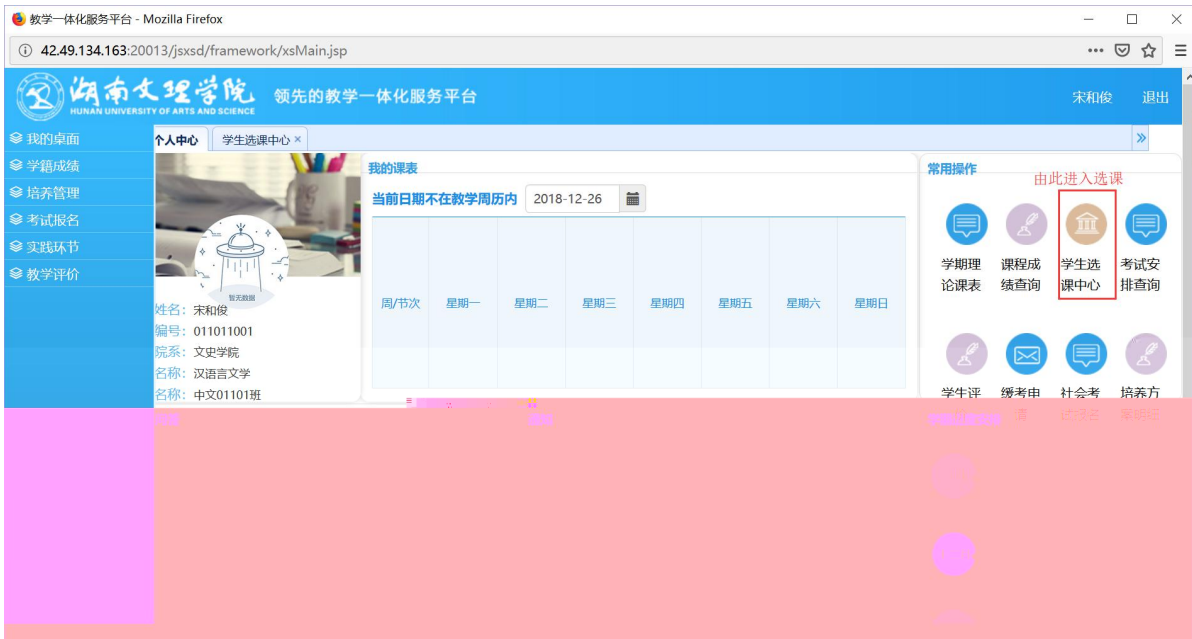 教学一体化服务平台 - Mozilla Firefox
42.49.134.163:20013/jsxsd/framework/xsMain.jsp
湖南文理学院
HUNAN UNIVERSITY OF ARTS AND SCIENCE
领先的教学一体化服务平台
宋和俊 退出
我的桌面
学籍成绩
培养管理
考试报名
实践环节
教学评价
个人中心 学生选课中心 ×
暂无数据
姓名: 宋和俊
编号: 011011001
院系: 文史学院
名称: 汉语言文学
名称: 中文01101班
我的课表
当前日期不在教学周历内 2018-12-26
周/节次 星期一 星期二 星期三 星期四 星期五 星期六 星期日
常用操作
由此进入选课
学期理论课表
课程成绩查询
学生选课中心
考试安排查询
学生评
缓考申
社会考
培养方